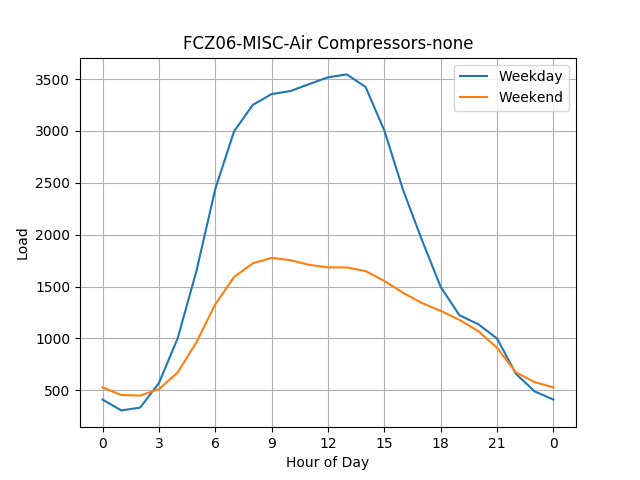 FCZ06-MISC-Air Compressors-none
Weekday
Weekend
3500
3000
2500
2000
1500
1000
500
Load
0 3 6 9 12 15 18 21 0
Hour of Day